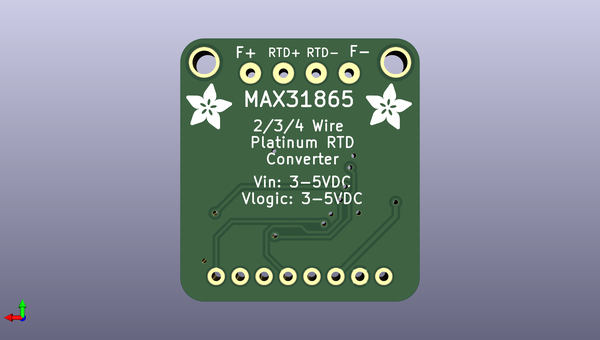 F+ RTD+ RTD- F-
MAX31865
2/3/4 Wire
Platinum RTD
Converter
Vin: 3-5VDC
Vlogic: 3-5VDC